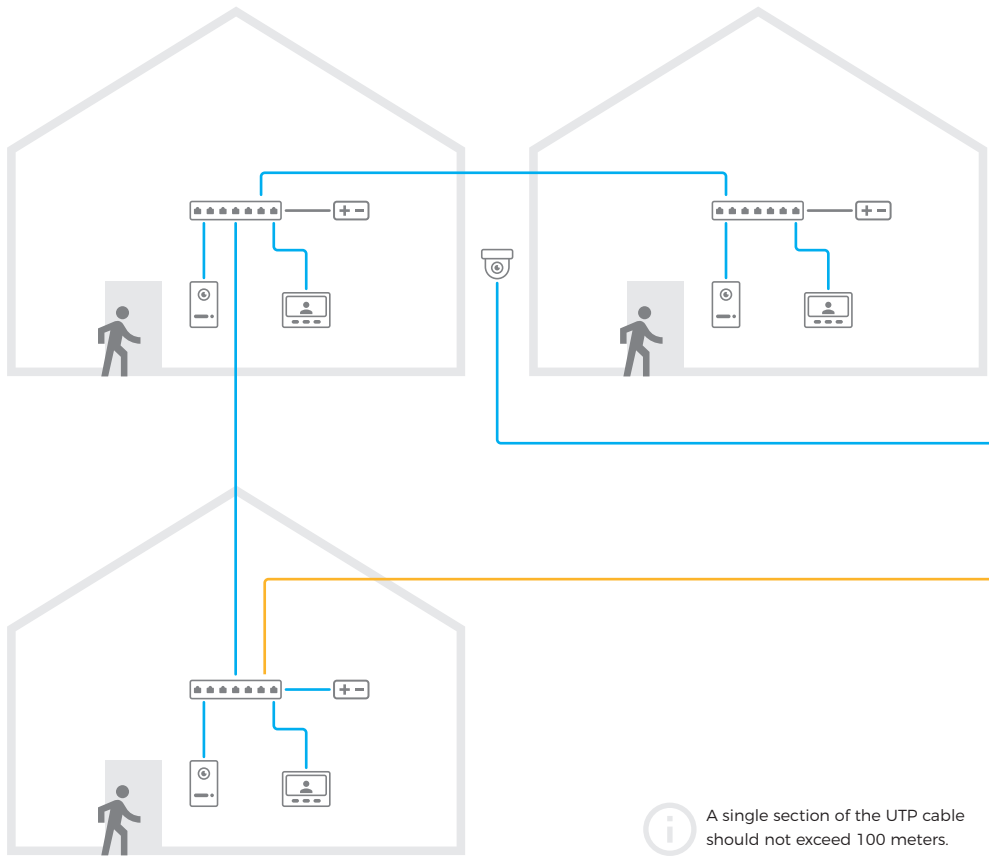 A single section of the UTP cable
should not exceed 100 meters.